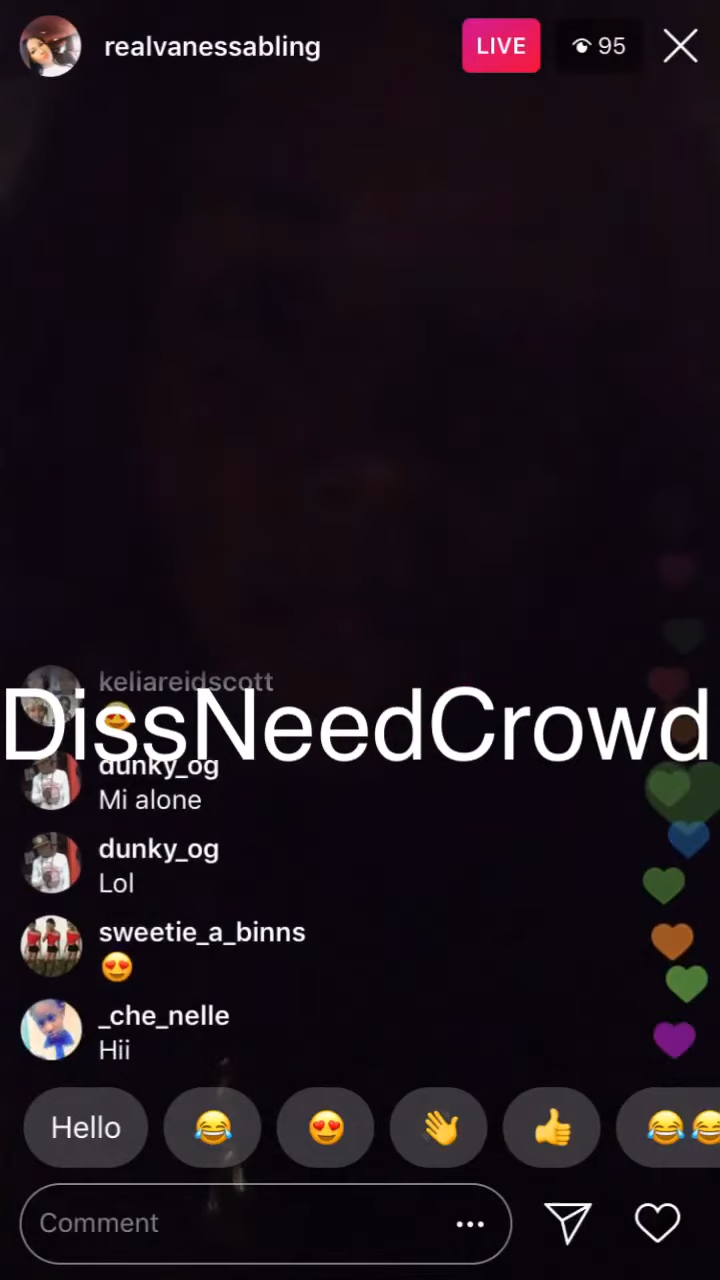 realvanessabling
LIVE
95
keliareidscott
😍
DissNeedCrowd
dunky_og
Mi alone
dunky_og
Lol
sweetie_a_binns
😍
_che_nelle
Hii
Hello 😂 😍 👋 👍 😂😂
Comment